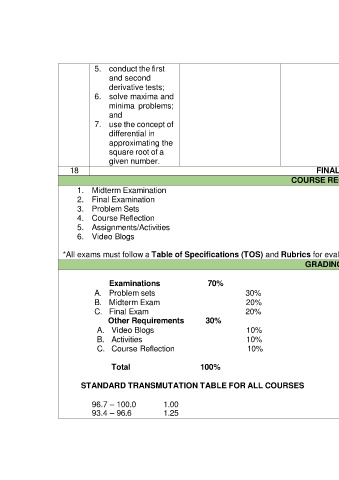 5. conduct the first
and second
derivative tests;
6. solve maxima and
minima problems;
and
7. use the concept of
differential in
approximating the
square root of a
given number.
18 FINAL
COURSE RE
1. Midterm Examination
2. Final Examination
3. Problem Sets
4. Course Reflection
5. Assignments/Activities
6. Video Blogs
*All exams must follow a Table of Specifications (TOS) and Rubrics for eval
GRADING
Examinations 70%
A. Problem sets 30%
B. Midterm Exam 20%
C. Final Exam 20%
Other Requirements 30%
A. Video Blogs 10%
B. Activities 10%
C. Course Reflection 10%
Total 100%
STANDARD TRANSMUTATION TABLE FOR ALL COURSES
96.7 – 100.0 1.00
93.4 – 96.6 1.25